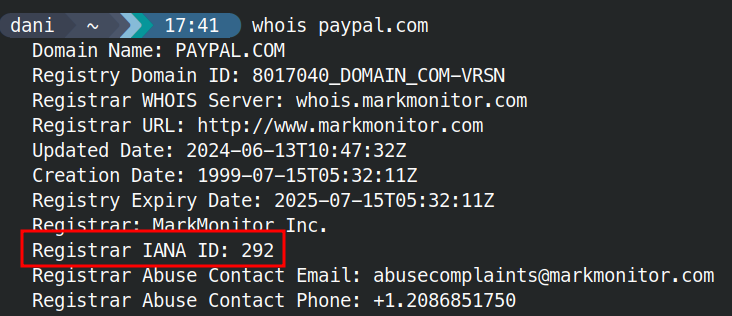 dani ~ 17:41 whois paypal.com
Domain Name: PAYPAL.COM
Registry Domain ID: 8017040_DOMAIN_COM-VRSN
Registrar WHOIS Server: whois.markmonitor.com
Registrar URL: http://www.markmonitor.com
Updated Date: 2024-06-13T10:47:32Z
Creation Date: 1999-07-15T05:32:11Z
Registry Expiry Date: 2025-07-15T05:32:11Z
Registrar: MarkMonitor Inc.
Registrar IANA ID: 292
Registrar Abuse Contact Email: abusecomplaints@markmonitor.com
Registrar Abuse Contact Phone: +1.2086851750